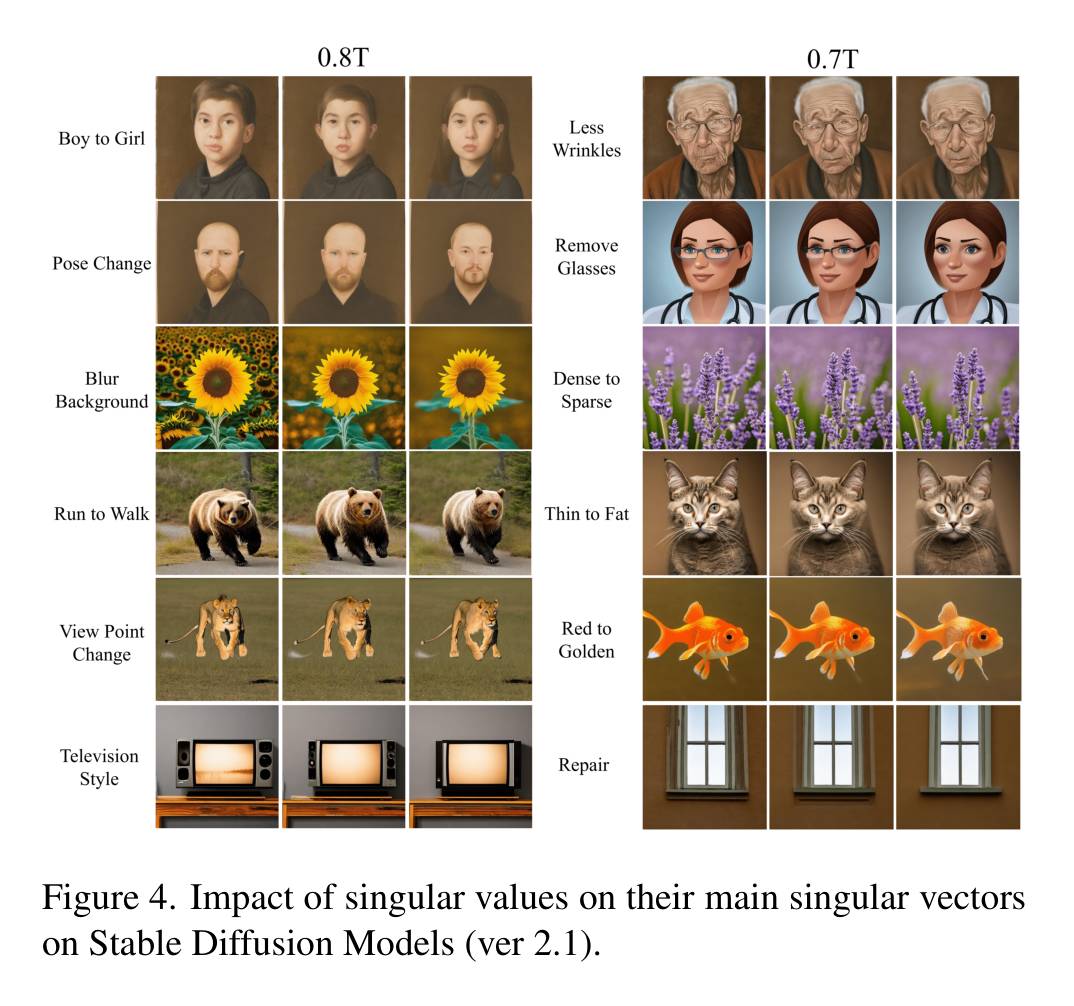 0.8T
Boy to Girl
Pose Change
Blur
Background
Run to Walk
View Point
Change
Television
Style
0.7T
Less
Wrinkles
Remove
Glasses
Dense to
Sparse
Thin to Fat
Red to
Golden
Repair
Figure 4. Impact of singular values on their main singular vectors
on Stable Diffusion Models (ver 2.1).